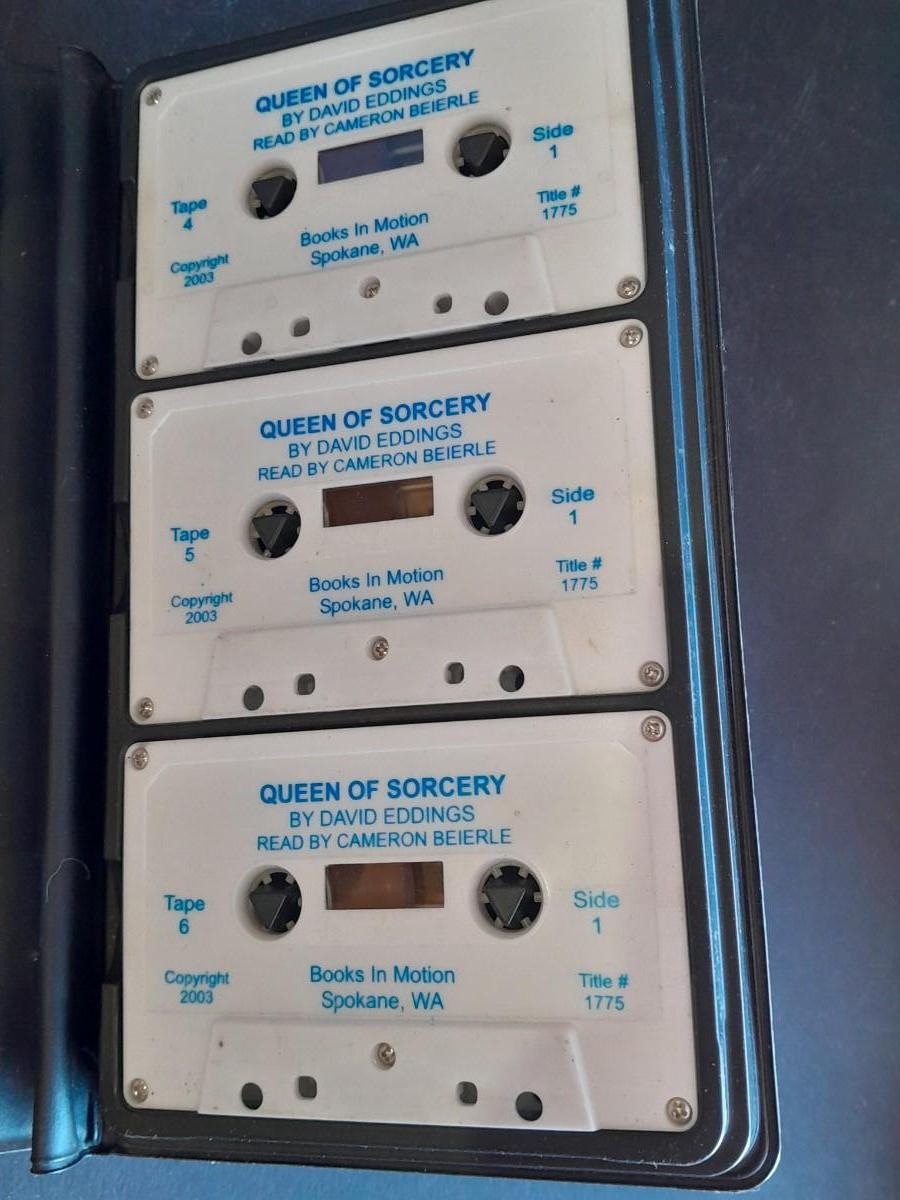 QUEEN OF SORCERY
BY DAVID EDDINGS
READ BY CAMERON BEIERLE
Tape
4
Side
1
Copyright
2003
Books In Motion
Spokane, WA
Title #
1775
QUEEN OF SORCERY
BY DAVID EDDINGS
READ BY CAMERON BEIERLE
Tape
5
Side
1
Copyright
2003
Books In Motion
Spokane, WA
Title #
1775
QUEEN OF SORCERY
BY DAVID EDDINGS
READ BY CAMERON BEIERLE
Tape
6
Side
1
Copyright
2003
Books In Motion
Spokane, WA
Title #
1775